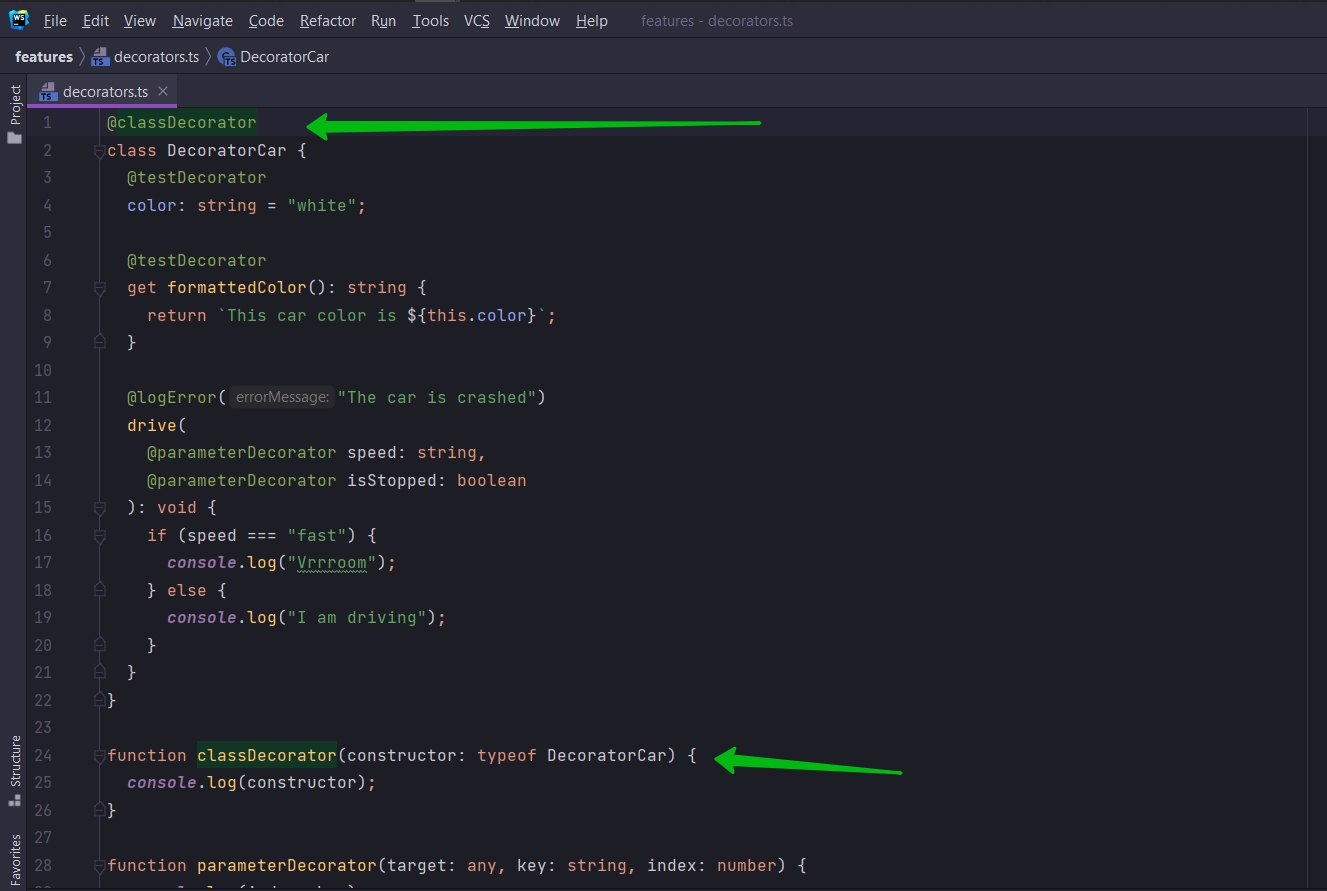 WS File Edit View Navigate Code Refactor Run Tools VCS Window Help features - decorators.ts
features decorators.ts DecoratorCar
decorators.ts
Project
1 @classDecorator
2 class DecoratorCar {
3 @testDecorator
4 color: string = "white";
5
6 @testDecorator
7 get formattedColor(): string {
8 return `This car color is ${this.color}`;
9 }
10
11 @logError( errorMessage: "The car is crashed")
12 drive(
13 @parameterDecorator speed: string,
14 @parameterDecorator isStopped: boolean
15 ): void {
16 if (speed === "fast") {
17 console.log("Vrrroom");
18 } else {
19 console.log("I am driving");
20 }
21 }
22 }
23
24 function classDecorator(constructor: typeof DecoratorCar) {
25 console.log(constructor);
26 }
27
28 function parameterDecorator(target: any, key: string, index: number) {
Structure
Favorites